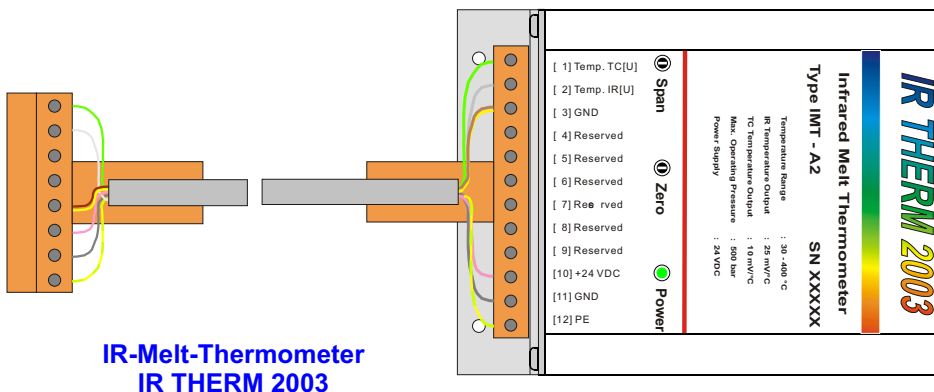 [ 1] Temp. TC[U]
[ 2] Temp. IR[U]
[ 3] GND
[ 4] Reserved
[ 5] Reserved
[ 6] Reserved
[ 7] Reserved
[ 8] Reserved
[ 9] Reserved
[10] +24 VDC
[11] GND
[12] PE
Span
Zero
Power
Temperature Range : 30 - 400 °C
IR Temperature Output : 25 mV/°C
TC Temperature Output : 10 mV/°C
Max. Operating Pressure : 500 bar
Power Supply : 24 VDC
Infrared Melt Thermometer
Type IMT - A2 SN XXXXX
IR THERM 2003
IR-Melt-Thermometer
IR THERM 2003